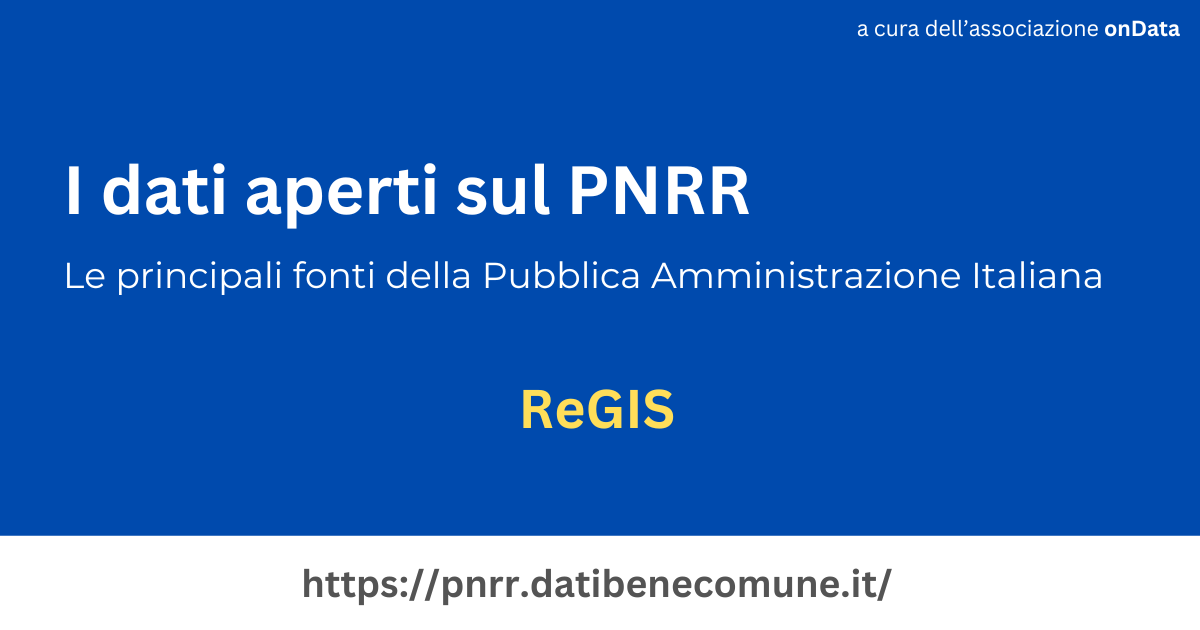 a cura dell’associazione onData
I dati aperti sul PNRR
Le principali fonti della Pubblica Amministrazione Italiana
ReGIS
https://pnrr.datibenecomune.it/